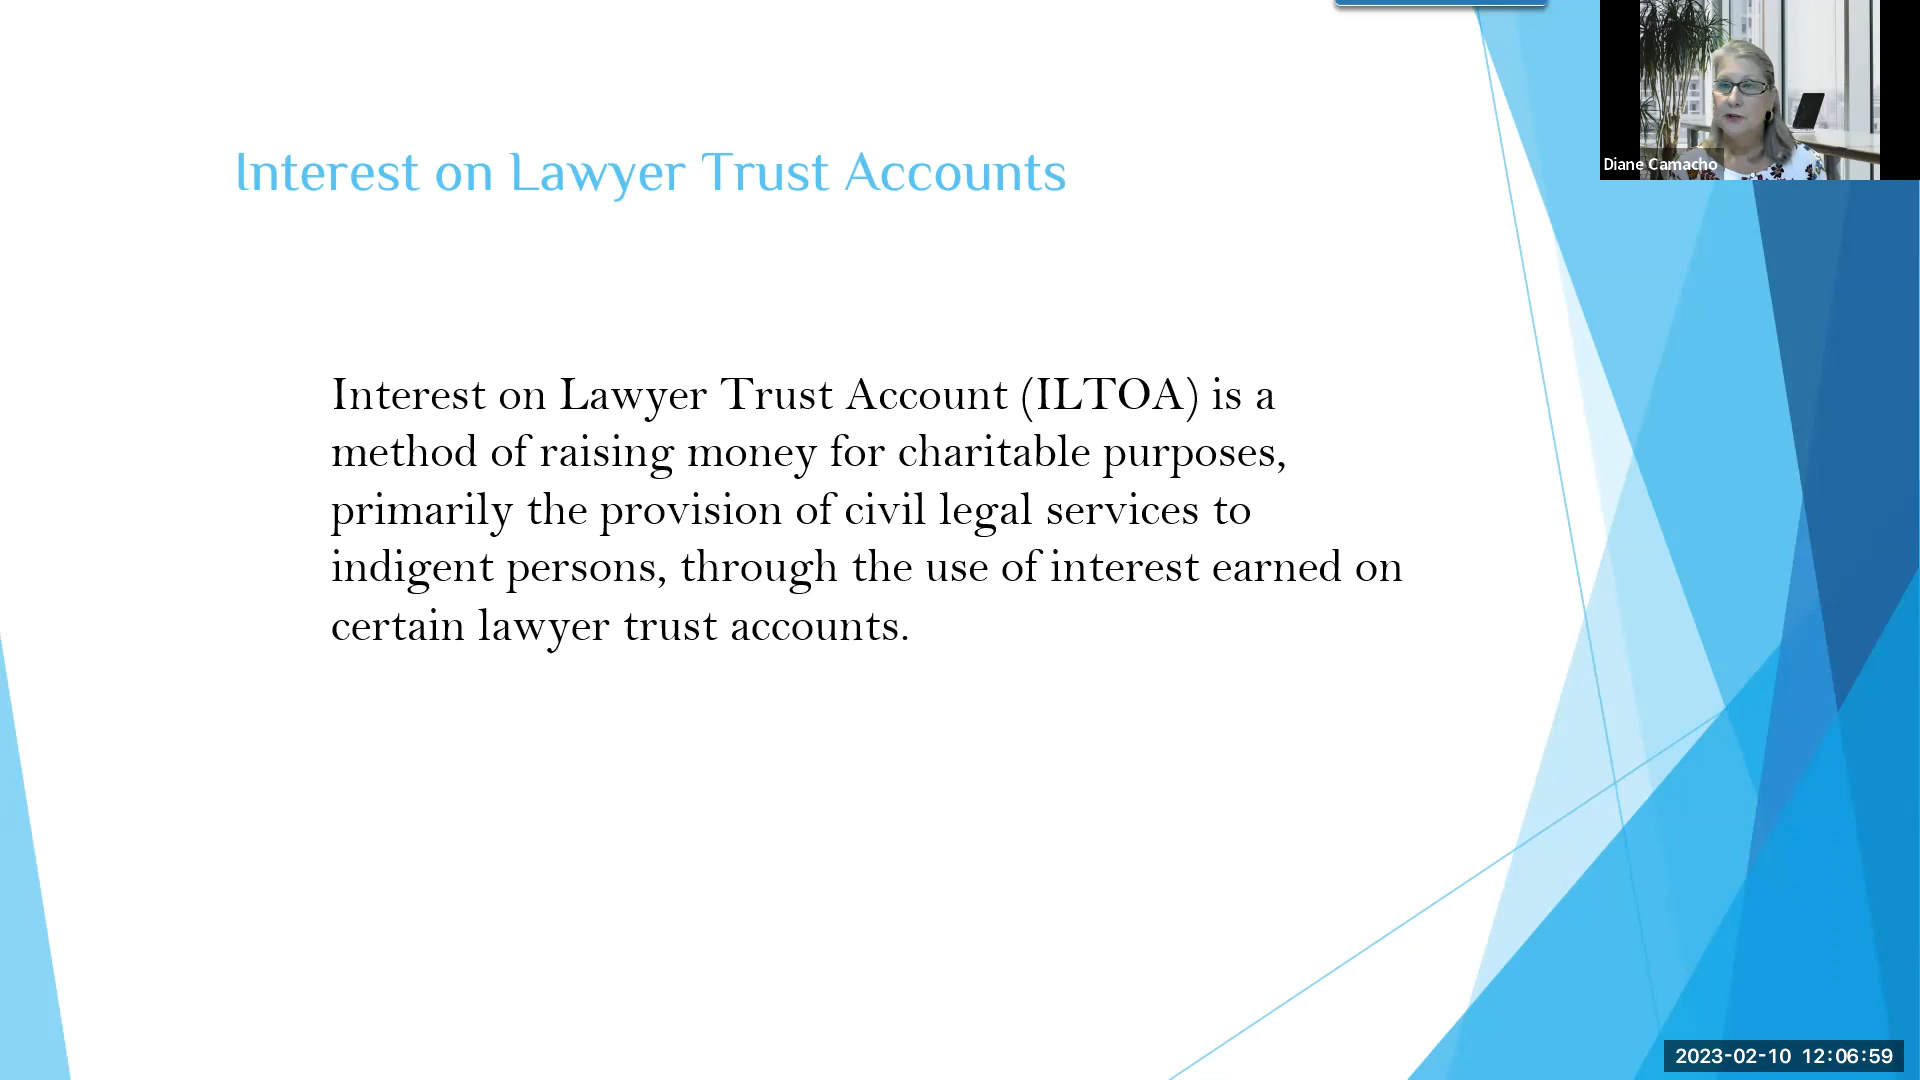 Interest on Lawyer Trust Accounts
Diane Camacho
Interest on Lawyer Trust Account (ILTOA) is a
method of raising money for charitable purposes,
primarily the provision of civil legal services to
indigent persons, through the use of interest earned on
certain lawyer trust accounts.
2023-02-10 12:06:59